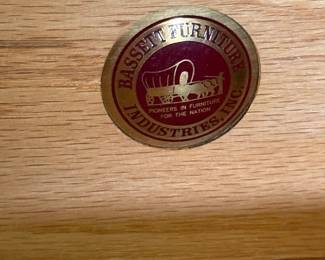 BASSETT FURNITURE
PIONEERS IN FURNITURE
FOR THE NATION
INDUSTRIES, INC.